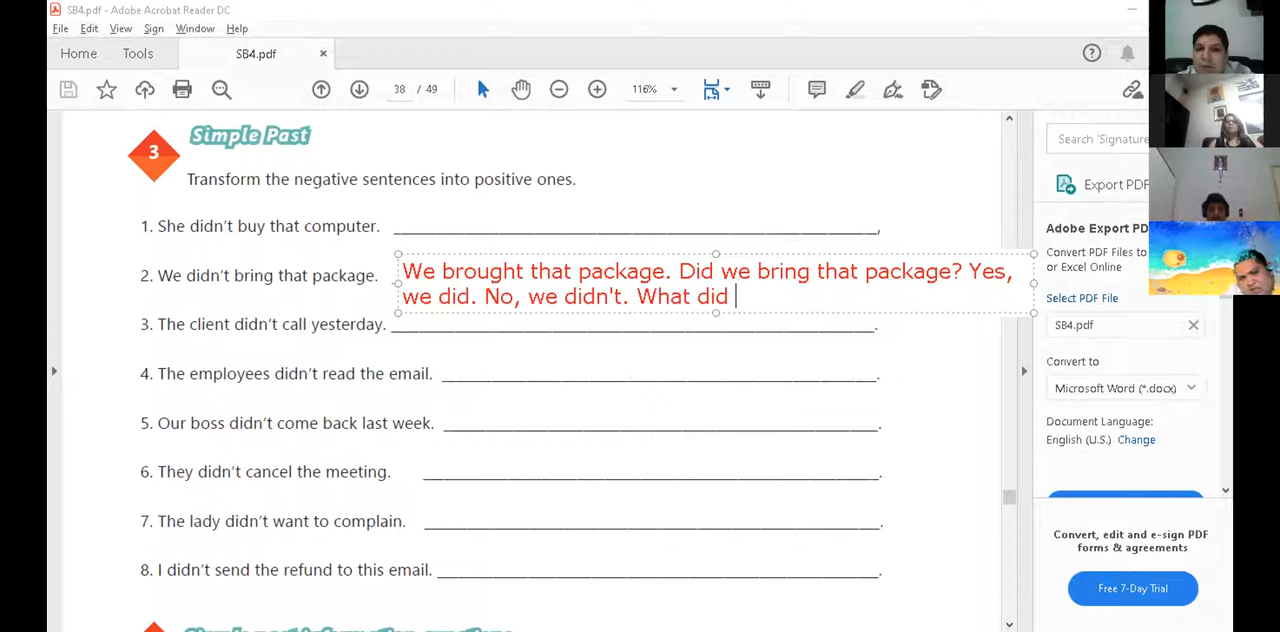 SB4.pdf - Adobe Acrobat Reader DC
File Edit View Sign Window Help
Home Tools SB4.pdf ×
38 / 49 116%
3 Simple Past
Transform the negative sentences into positive ones.
1. She didn't buy that computer. ____________________,
2. We didn't bring that package. We brought that package. Did we bring that package? Yes,
we did. No, we didn't. What did
3. The client didn't call yesterday. ____________________.
4. The employees didn't read the email. ____________________.
5. Our boss didn't come back last week. ____________________.
6. They didn't cancel the meeting. ____________________.
7. The lady didn't want to complain. ____________________.
8. I didn't send the refund to this email. ____________________.
Search 'Signature
Export PDF
Adobe Export P
Convert PDF Files to
or Excel Online
Select PDF File
SB4.pdf
Convert to
Microsoft Word (*.docx)
Document Language:
English (U.S.) Change
Convert, edit and e-sign PDF
forms & agreements
Free 7-Day Trial